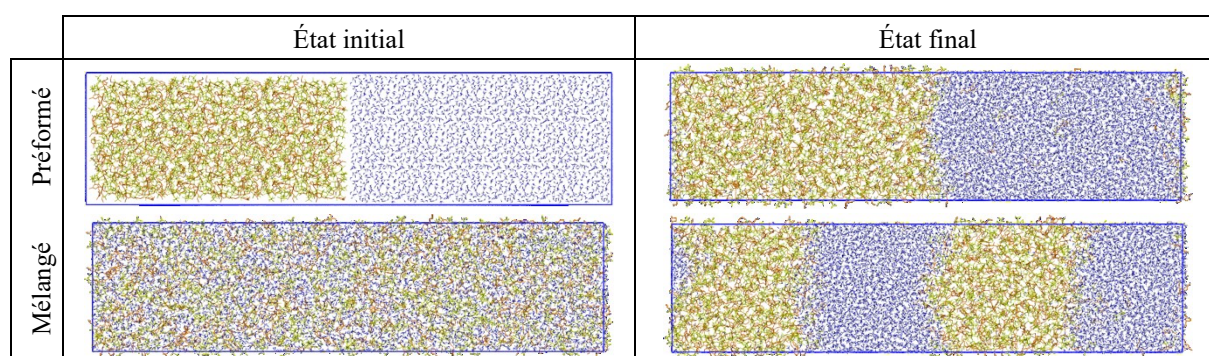 État initial
État final
Préformé
Mélangé